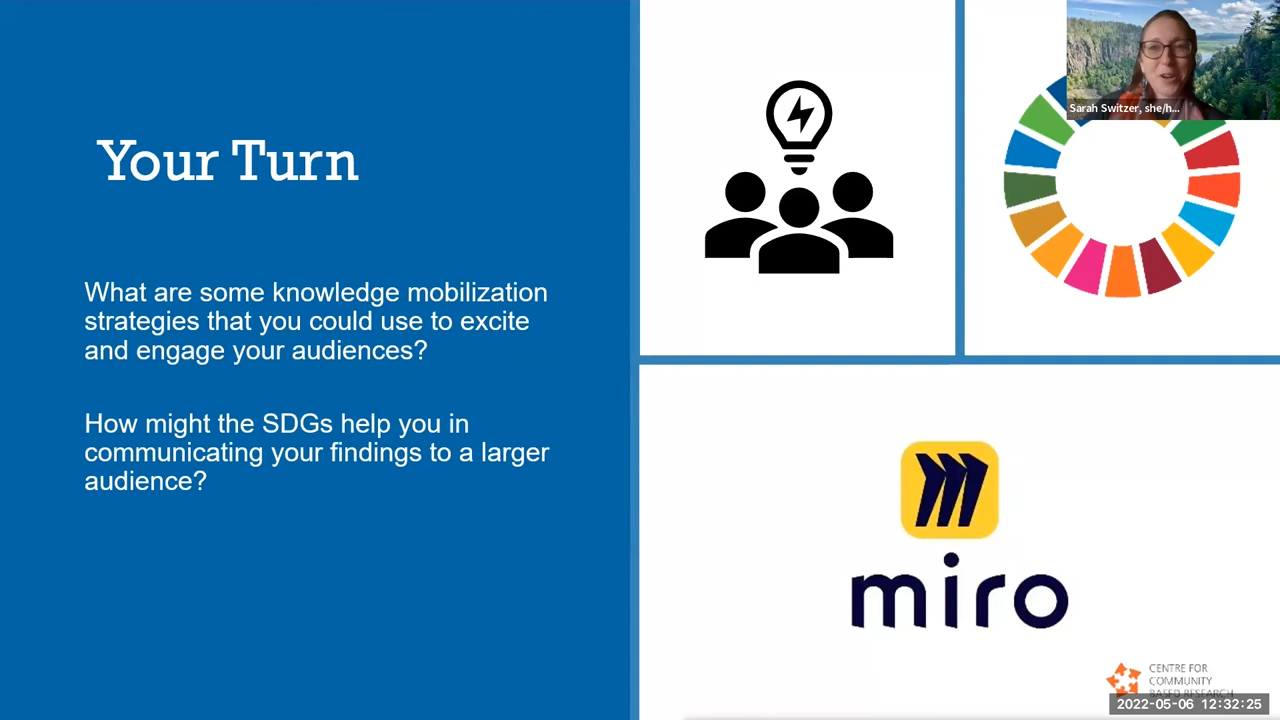 Sarah Switzer, she/h...
Your Turn
What are some knowledge mobilization
strategies that you could use to excite
and engage your audiences?
How might the SDGs help you in
communicating your findings to a larger
audience?
miro
CENTRE FOR
COMMUNITY
BASED RESEARCH
2022-05-06 12:32:25